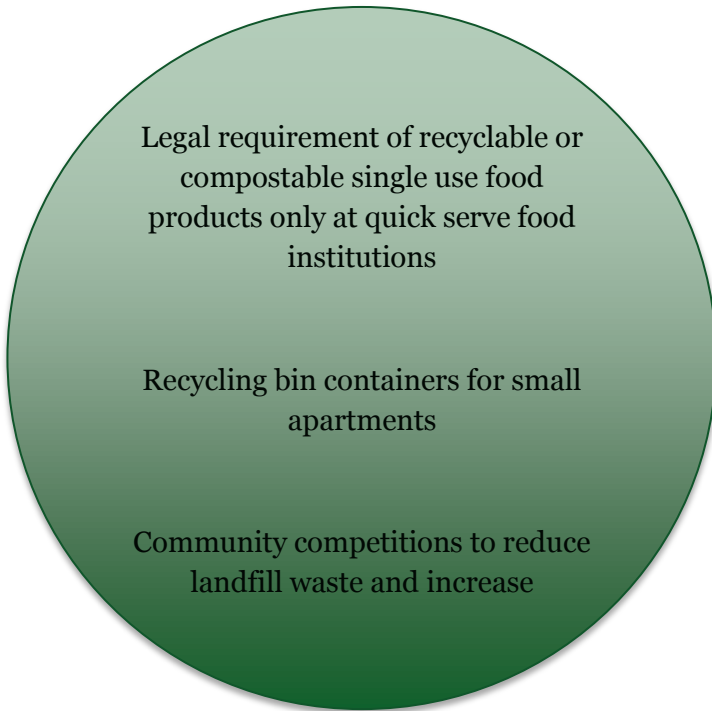 Legal requirement of recyclable or
compostable single use food
products only at quick serve food
institutions
Recycling bin containers for small
apartments
Community competitions to reduce
landfill waste and increase